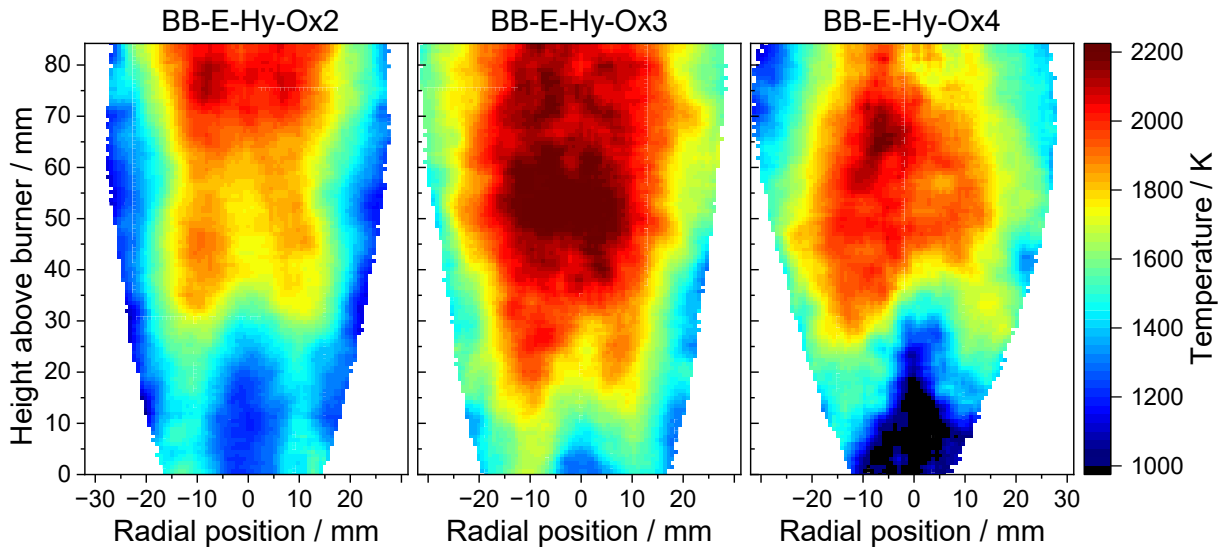 BB-E-Hy-Ox2 BB-E-Hy-Ox3 BB-E-Hy-Ox4
Height above burner / mm
80
70
60
50
40
30
20
10
0
−30 −20 −10 0 10 20
−20 −10 0 10 20
−20 −10 0 10 20 30
Radial position / mm Radial position / mm Radial position / mm
2200
2000
1800
1600
1400
1200
1000
Temperature / K